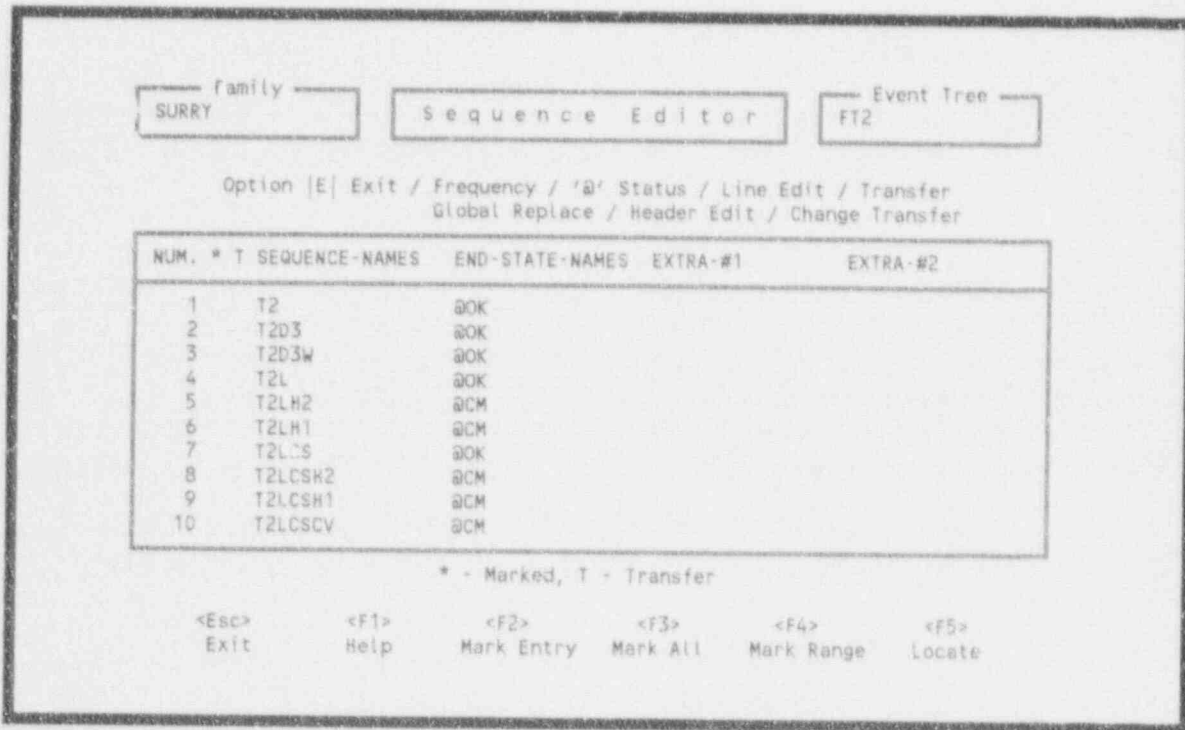 Family
SURRY
Sequence Editor
Event Tree
FT2
Option |E| Exit / Frequency / '@' Status / Line Edit / Transfer
Global Replace / Header Edit / Change Transfer
NUM. * T SEQUENCE-NAMES END-STATE-NAMES EXTRA-#1 EXTRA-#2
1 T2 @OK
2 T2D3 @OK
3 T2D3W @OK
4 T2L @OK
5 T2LH2 @CM
6 T2LH1 @CM
7 T2LCS @OK
8 T2LCSH2 @CM
9 T2LCSH1 @CM
10 T2LCSCV @CM
* - Marked, T - Transfer
<Esc> <F1> <F2> <F3> <F4> <F5>
Exit Help Mark Entry Mark All Mark Range Locate